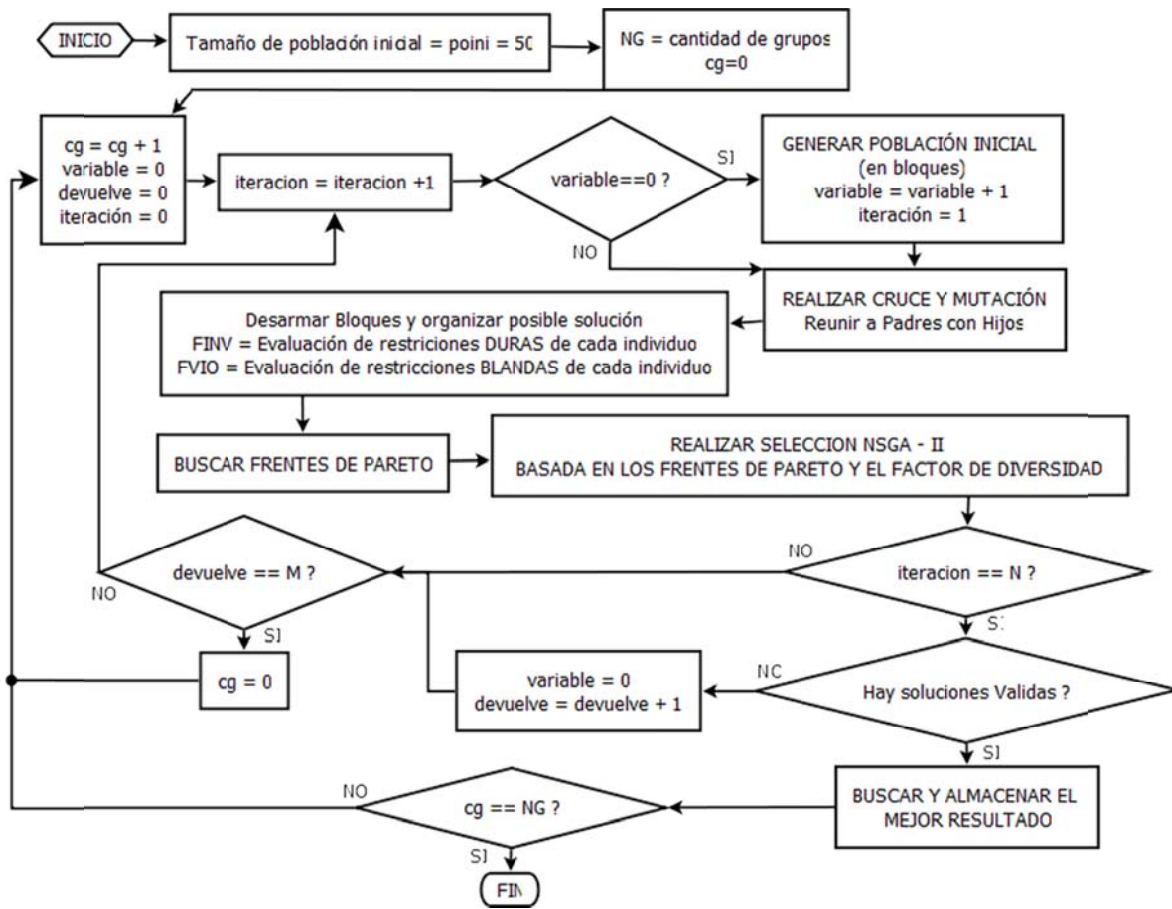 INICIO
Tamaño de población inicial = poini = 50
NG = cantidad de grupos
cg=0
cg = cg + 1
variable = 0
devuelve = 0
iteración = 0
iteracion = iteracion +1
variable==0 ?
SI
NO
GENERAR POBLACIÓN INICIAL
(en bloques)
variable = variable + 1
iteración = 1
REALIZAR CRUCE Y MUTACIÓN
Reunir a Padres con Hijos
Desarmar Bloques y organizar posible solución
FINV = Evaluación de restriciones DURAS de cada individuo
FVIO = Evaluación de restricciones BLANDAS de cada individuo
BUSCAR FRENTES DE PARETO
REALIZAR SELECCION NSGA - II
BASADA EN LOS FRENTES DE PARETO Y EL FACTOR DE DIVERSIDAD
iteracion == N ?
NO
SI
devuelve == M ?
NO
SI
cg = 0
Hay soluciones Validas ?
NO
SI
variable = 0
devuelve = devuelve + 1
BUSCAR Y ALMACENAR EL
MEJOR RESULTADO
cg == NG ?
NO
SI
FIN